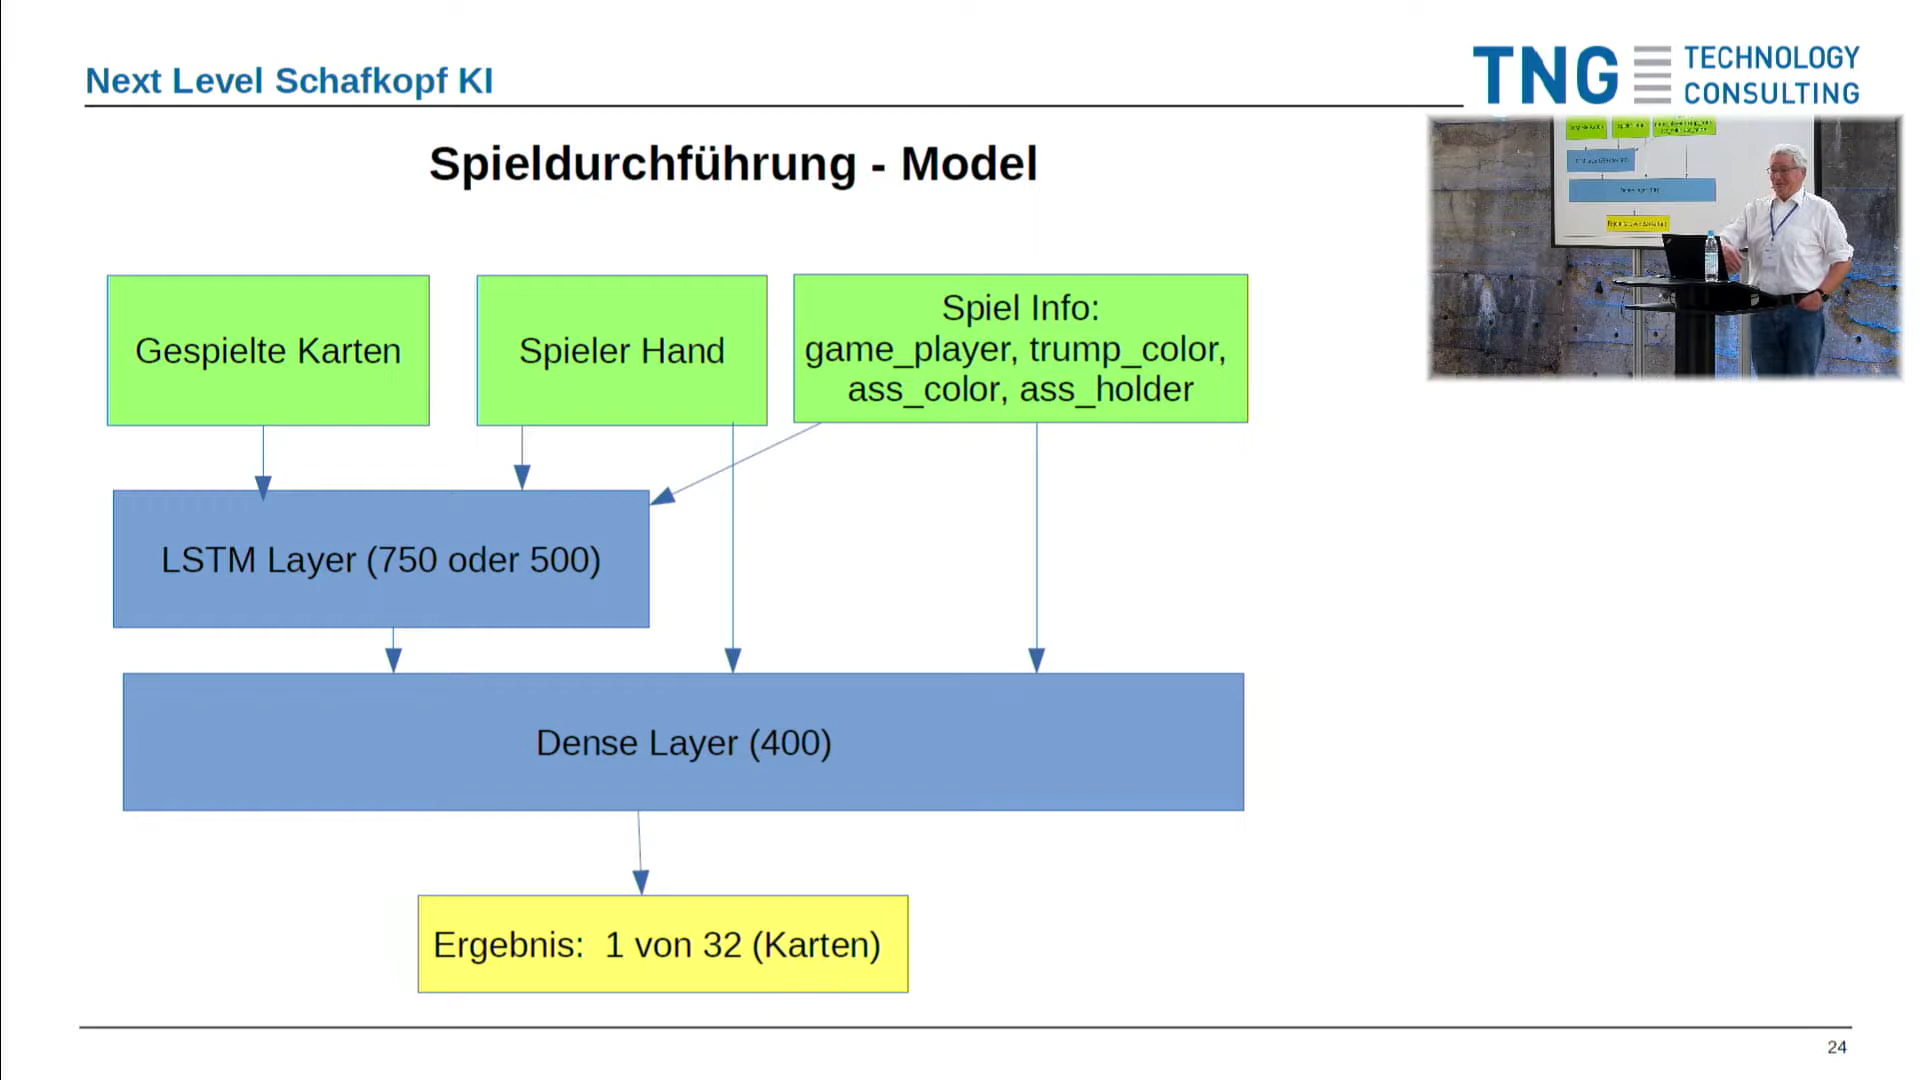 Next Level Schafkopf KI
TNG TECHNOLOGY
CONSULTING
Spieldurchführung - Model
Gespielte Karten
Spieler Hand
Spiel Info:
game_player, trump_color,
ass_color, ass_holder
LSTM Layer (750 oder 500)
Dense Layer (400)
Ergebnis:  1 von 32 (Karten)
24